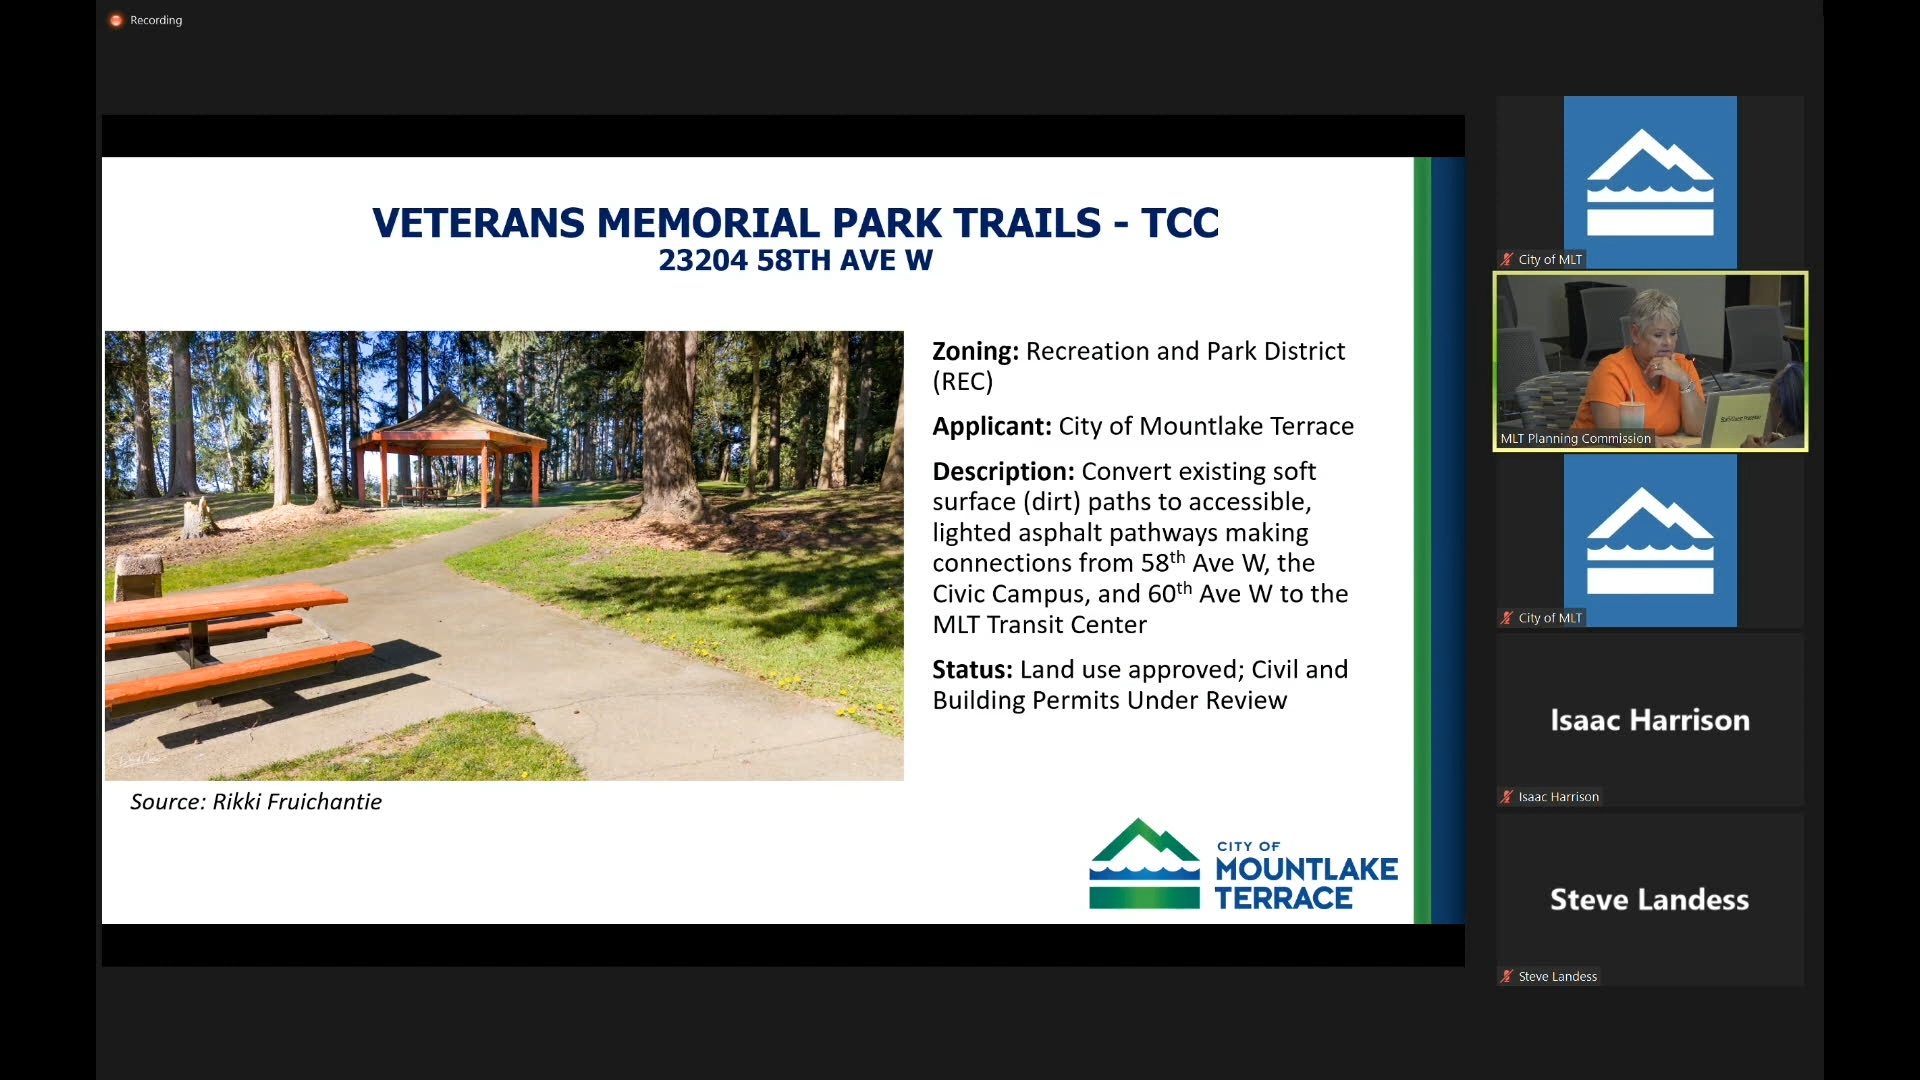 Recording
VETERANS MEMORIAL PARK TRAILS - TCC
23204 58TH AVE W
Zoning: Recreation and Park District
(REC)
Applicant: City of Mountlake Terrace
Description: Convert existing soft
surface (dirt) paths to accessible,
lighted asphalt pathways making
connections from 58th Ave W, the
Civic Campus, and 60th Ave W to the
MLT Transit Center
Status: Land use approved; Civil and
Building Permits Under Review
Source: Rikki Fruichantie
CITY OF
MOUNTLAKE
TERRACE
City of MLT
MLT Planning Commission
City of MLT
Isaac Harrison
Isaac Harrison
Steve Landess
Steve Landess